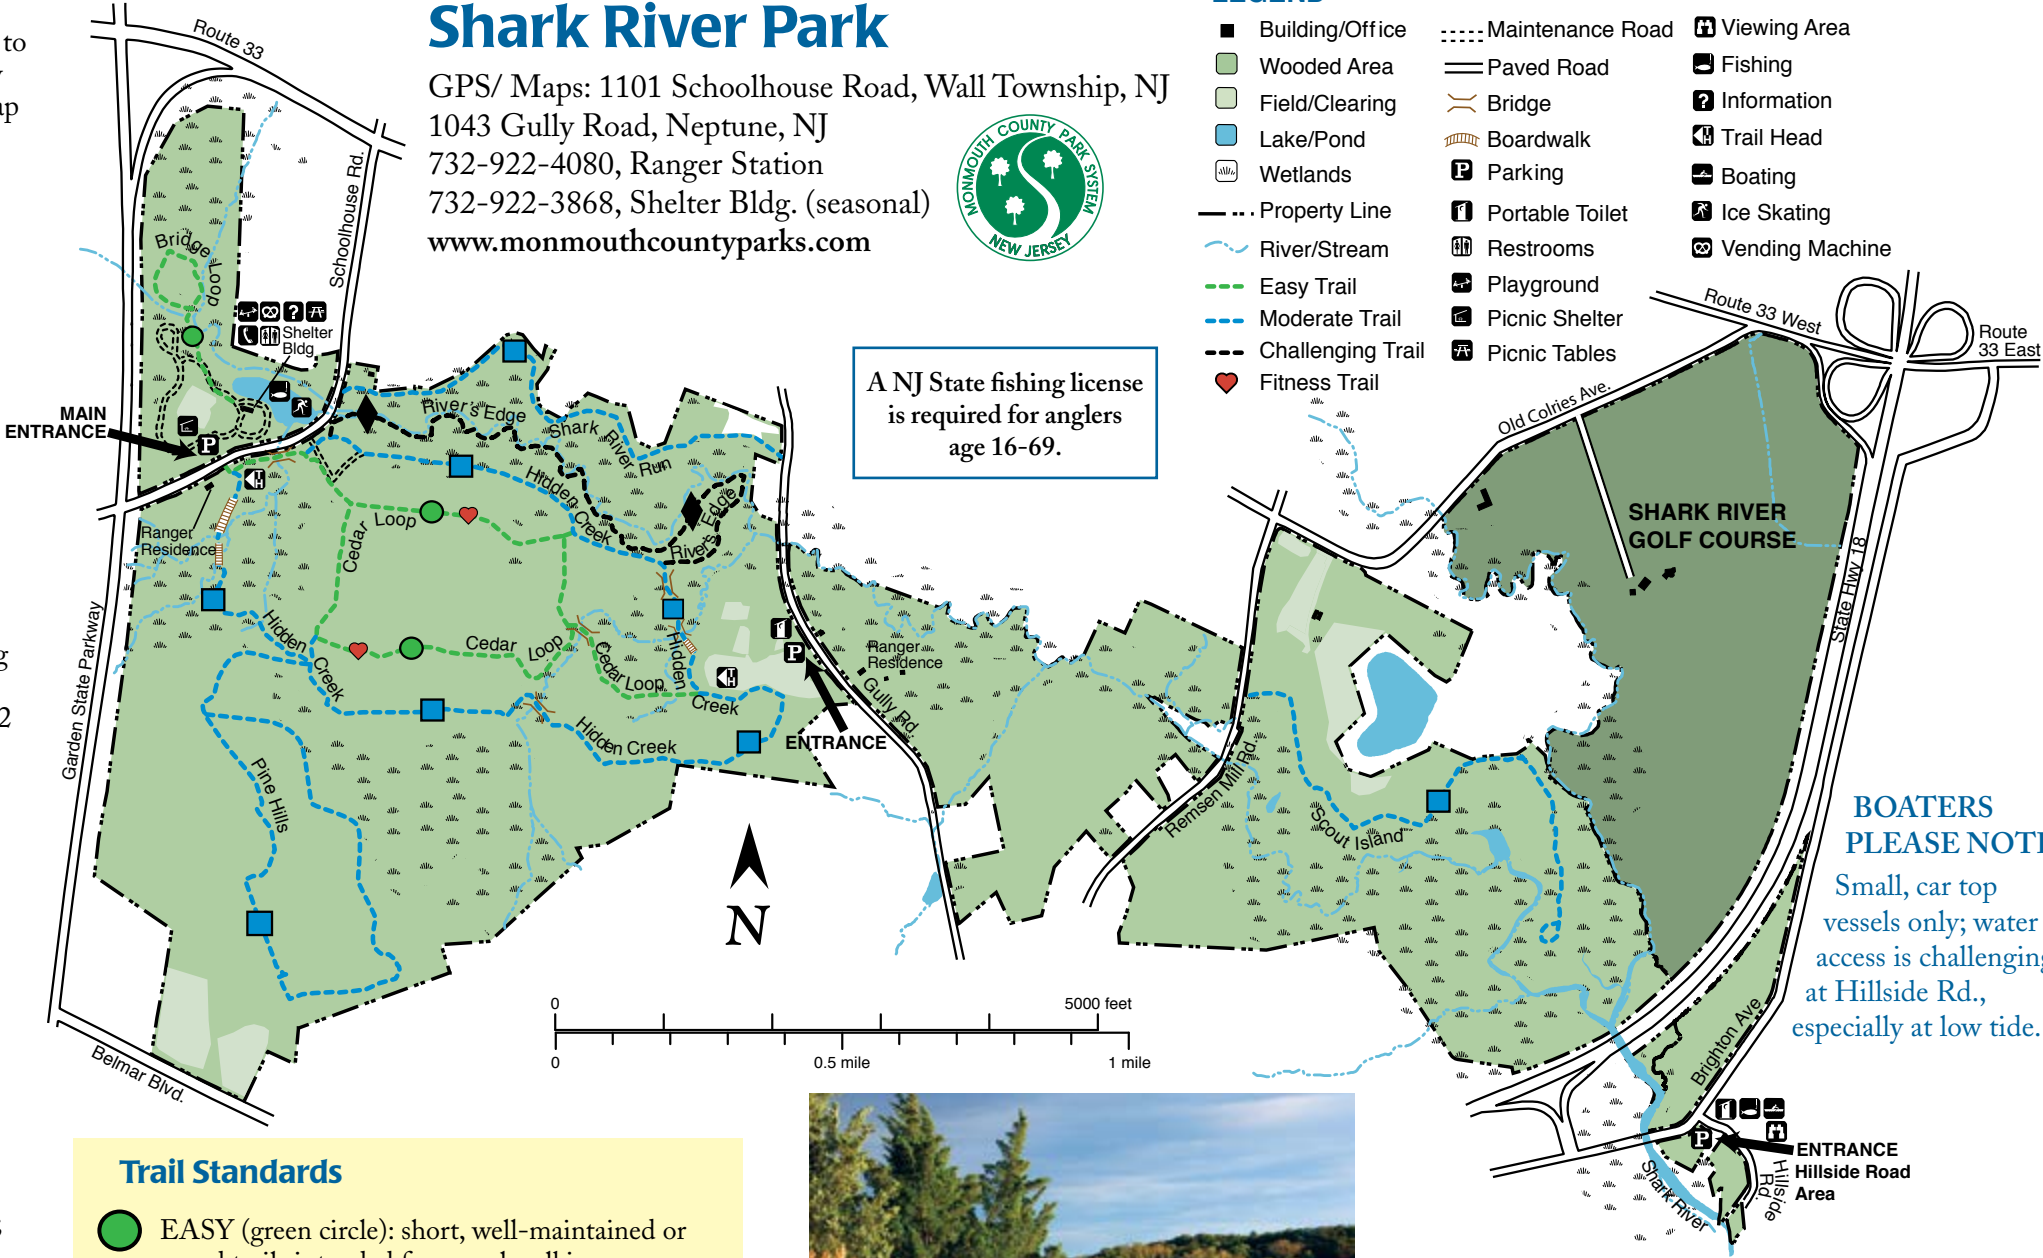 to
Shark River Park
GPS/ Maps: 1101 Schoolhouse Road, Wall Township, NJ
1043 Gully Road, Neptune, NJ
732-922-4080, Ranger Station
732-922-3868, Shelter Bldg. (seasonal)
www.monmouthcountyparks.com
MONMOUTH COUNTY PARK SYSTEM
NEW JERSEY
LEGEND
Building/Office
Wooded Area
Field/Clearing
Lake/Pond
Wetlands
Property Line
River/Stream
Easy Trail
Moderate Trail
Challenging Trail
Fitness Trail
Maintenance Road
Paved Road
Bridge
Boardwalk
P Parking
Portable Toilet
Restrooms
Playground
Picnic Shelter
Picnic Tables
Viewing Area
Fishing
? Information
TH Trail Head
Boating
Ice Skating
Vending Machine
A NJ State fishing license
is required for anglers
age 16-69.
Route 33
Schoolhouse Rd.
Bridge Loop
?
Shelter
Bldg
MAIN
ENTRANCE
P
TH
Ranger
Residence
River's Edge
Shark River Run
Hidden Creek
River's Edge
Cedar Loop
Cedar Loop
Cedar Loop
Hidden Creek
Hidden Creek
Hidden Creek
Pine Hills
Garden State Parkway
Belmar Blvd.
TH
P
ENTRANCE
Gully Rd.
Ranger
Residence
Remsen Mill Rd.
Scout Island
Old Colries Ave.
Route 33 West
Route
33 East
SHARK RIVER
GOLF COURSE
State Hwy 18
BOATERS
PLEASE NOT
Small, car top
vessels only; water
access is challenging
at Hillside Rd.,
especially at low tide.
Brighton Ave
P
ENTRANCE
Hillside Road
Area
Hillside
Rd.
Shark River
N
0 5000 feet
0 0.5 mile 1 mile
Trail Standards
EASY (green circle): short, well-maintained or